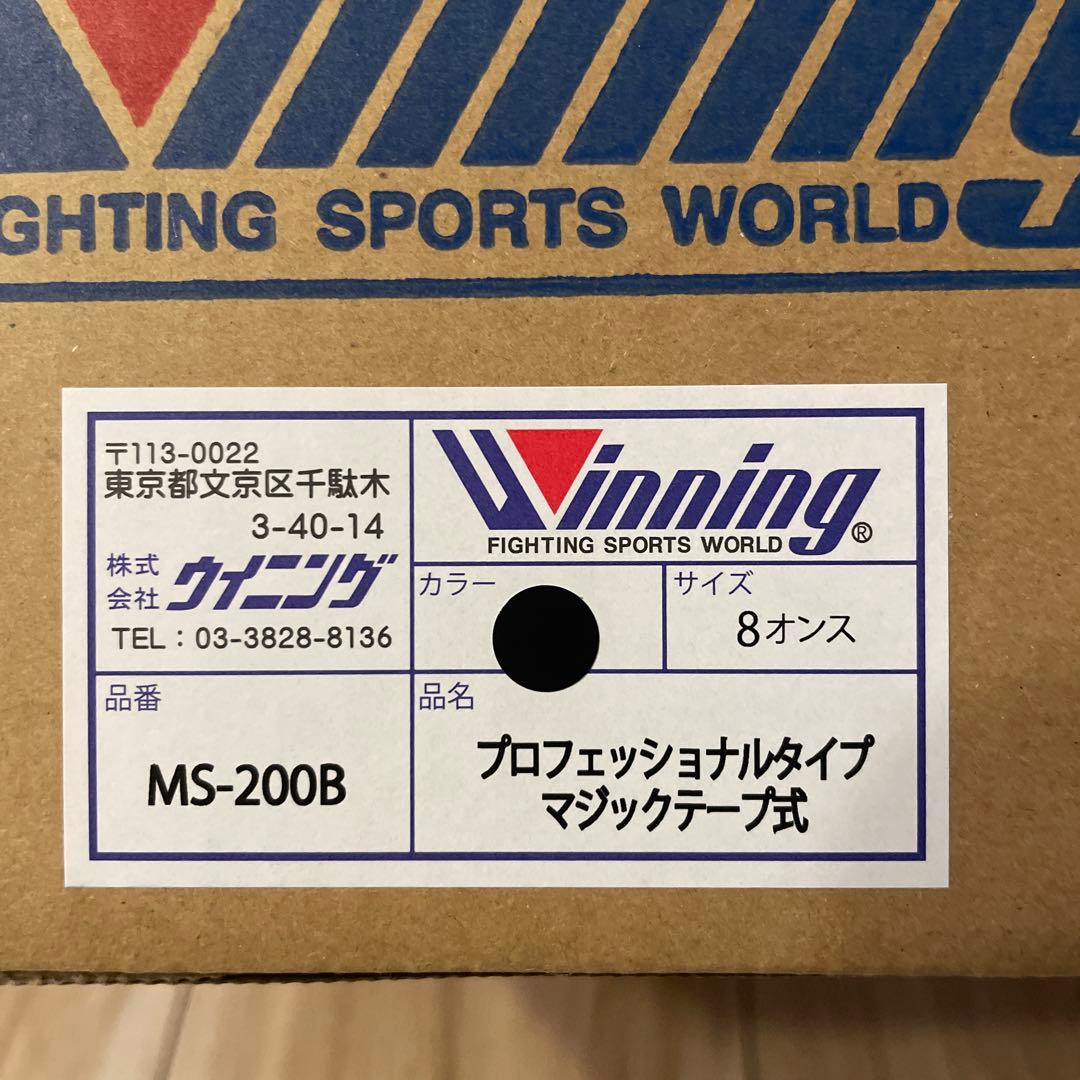 Winning
FIGHTING SPORTS WORLD
〒113-0022
東京都文京区千駄木
3-40-14
株式
会社 ウイニング
TEL：03-3828-8136
Winning®
FIGHTING SPORTS WORLD
カラー
サイズ
8オンス
品番
MS-200B
品名
プロフェッショナルタイプ
マジックテープ式